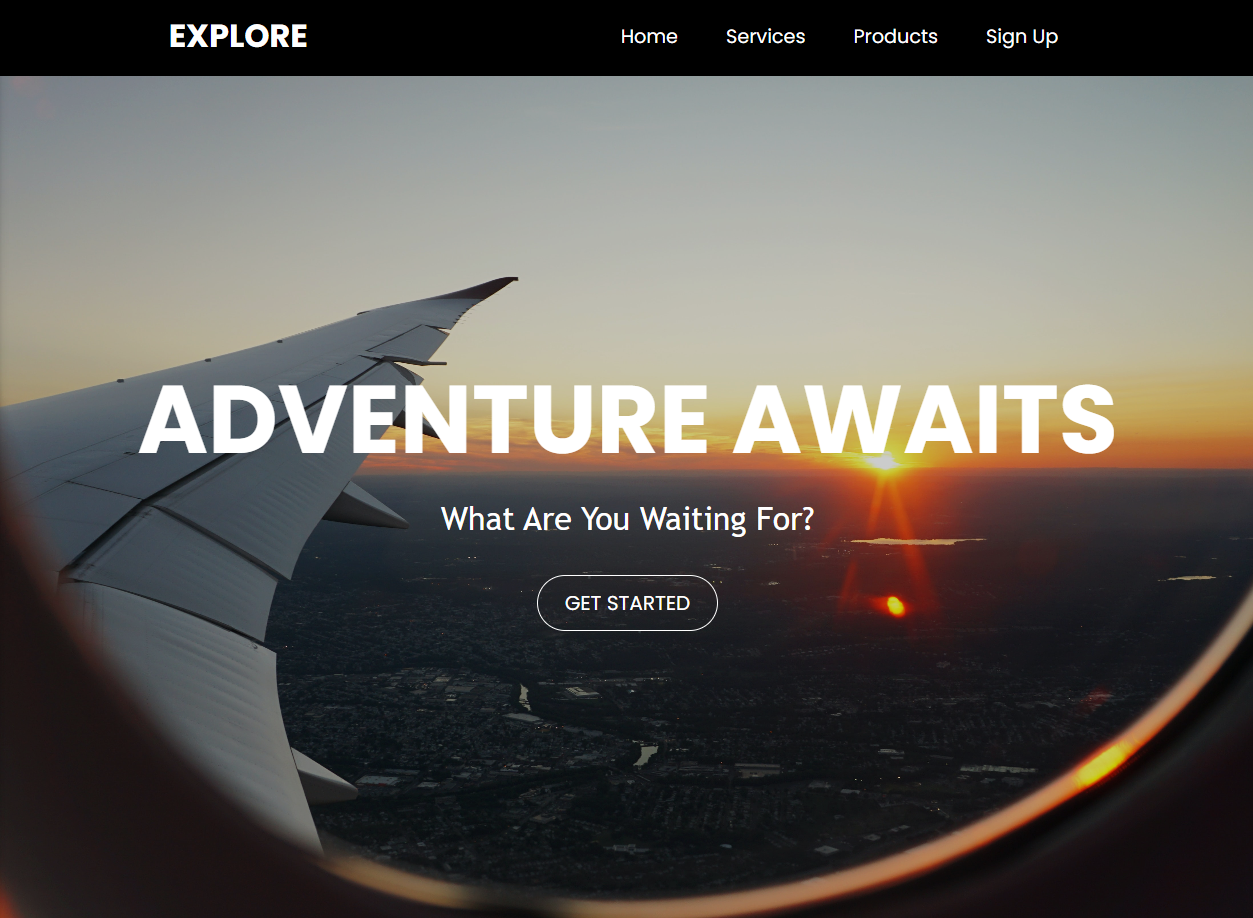 EXPLORE
Home Services Products Sign Up
ADVENTURE AWAITS
What Are You Waiting For?
GET STARTED